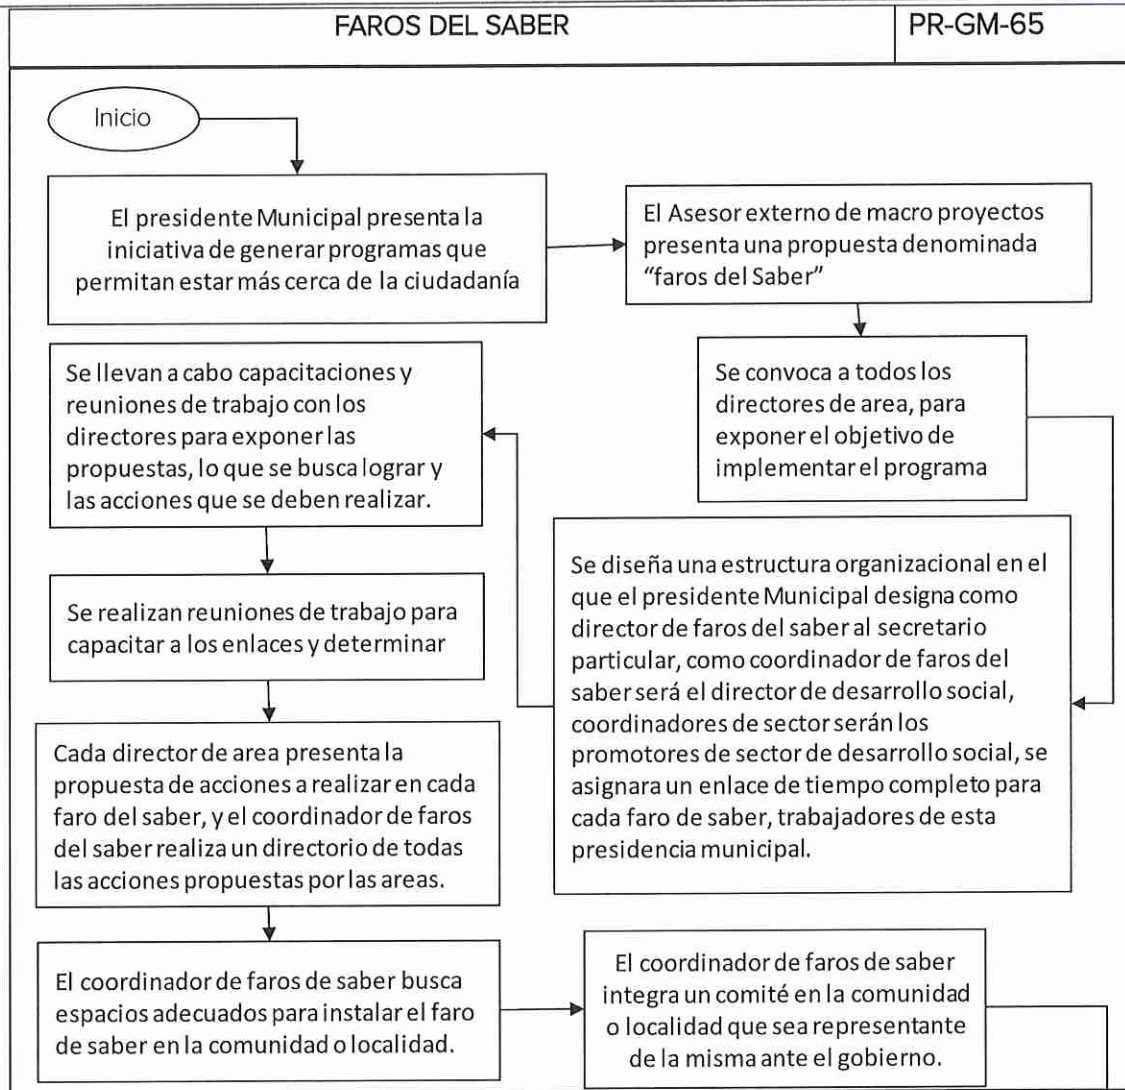 FAROS DEL SABER
PR-GM-65
Inicio
El presidente Municipal presenta la
iniciativa de generar programas que
permitan estar más cerca de la ciudadanía
El Asesor externo de macro proyectos
presenta una propuesta denominada
“faros del Saber”
Se convoca a todos los
directores de area, para
exponer el objetivo de
implementar el programa
Se diseña una estructura organizacional en el
que el presidente Municipal designa como
director de faros del saber al secretario
particular, como coordinador de faros del
saber será el director de desarrollo social,
coordinadores de sector serán los
promotores de sector de desarrollo social, se
asignara un enlace de tiempo completo para
cada faro de saber, trabajadores de esta
presidencia municipal.
Se llevan a cabo capacitaciones y
reuniones de trabajo con los
directores para exponer las
propuestas, lo que se busca lograr y
las acciones que se deben realizar.
Se realizan reuniones de trabajo para
capacitar a los enlaces y determinar
Cada director de area presenta la
propuesta de acciones a realizar en cada
faro del saber, y el coordinador de faros
del saber realiza un directorio de todas
las acciones propuestas por las areas.
El coordinador de faros de saber busca
espacios adecuados para instalar el faro
de saber en la comunidad o localidad.
El coordinador de faros de saber
integra un comité en la comunidad
o localidad que sea representante
de la misma ante el gobierno.